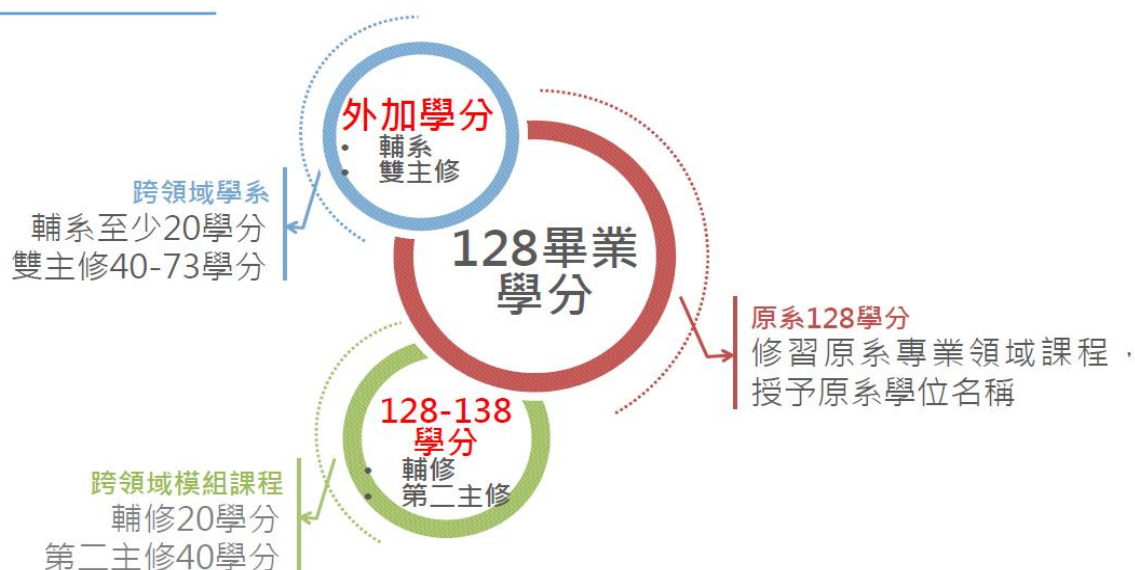 外加學分
• 輔系
• 雙主修
跨領域學系
輔系至少20學分
雙主修40-73學分
128畢業
學分
原系128學分
修習原系專業領域課程，
授予原系學位名稱
128-138
學分
• 輔修
• 第二主修
跨領域模組課程
輔修20學分
第二主修40學分